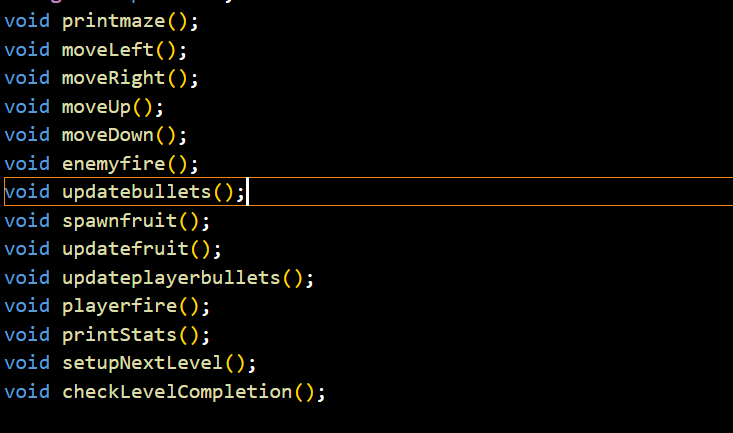 void printmaze();
void moveLeft();
void moveRight();
void moveUp();
void moveDown();
void enemyfire();
void updatebullets();
void spawnfruit();
void updatefruit();
void updateplayerbullets();
void playerfire();
void printStats();
void setupNextLevel();
void checkLevelCompletion();